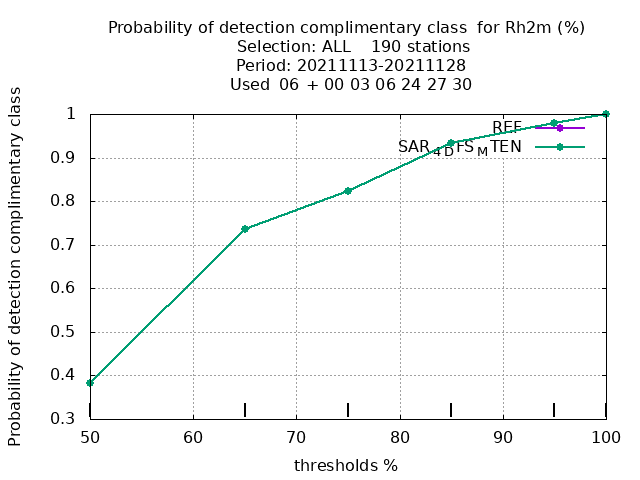 Probability of detection complimentary class for Rh2m (%)
Selection: ALL 190 stations
Period: 20211113-20211128
Used 06 + 00 03 06 24 27 30
Probability of detection complimentary class
1
0.9
0.8
0.7
0.6
0.5
0.4
0.3
REF
SAR4DTSMTEN
50 60 70 80 90 100
thresholds %